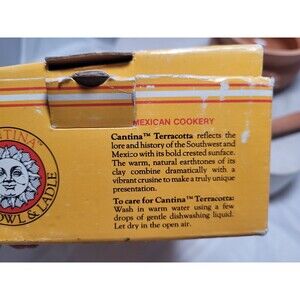 MEXICAN COOKERY
Cantina™ Terracotta reflects the
lore and history of the Southwest and
Mexico with its bold crested surface.
The warm, natural earthtones of its
clay combine dramatically with a
vibrant crusine to make a truly unique
presentation.
To care for Cantina™ Terracotta:
Wash in warm water using a few
drops of gentle dishwashing liquid.
Let dry in the open air.
& LADLE